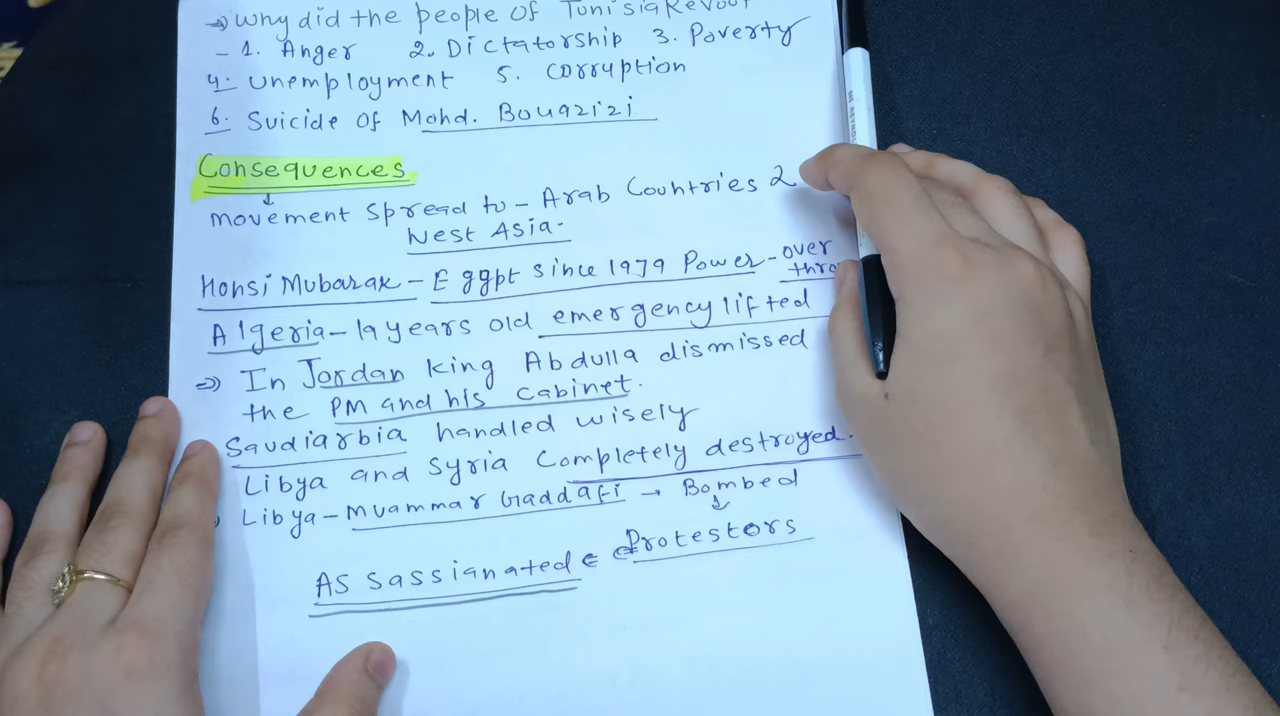 → Why did the people of Tunisia Revolt
- 1. Anger 2. Dictatorship 3. Poverty
4. Unemployment 5. Corruption
6. Suicide of Mohd. Bouazizi.
Consequences
↓
movement spread to - Arab Countries &
West Asia.
Honsi Mubarak - Egypt since 1979 Power - over
thro
Algeria - 19 years old emergency lifted
⇒ In Jordan King Abdulla dismissed
the PM and his Cabinet.
Saudiarbia handled wisely
Libya and Syria completely destroyed.
Libya - Muammar Gaddafi → Bombed
↓
Protestors
Assassianated